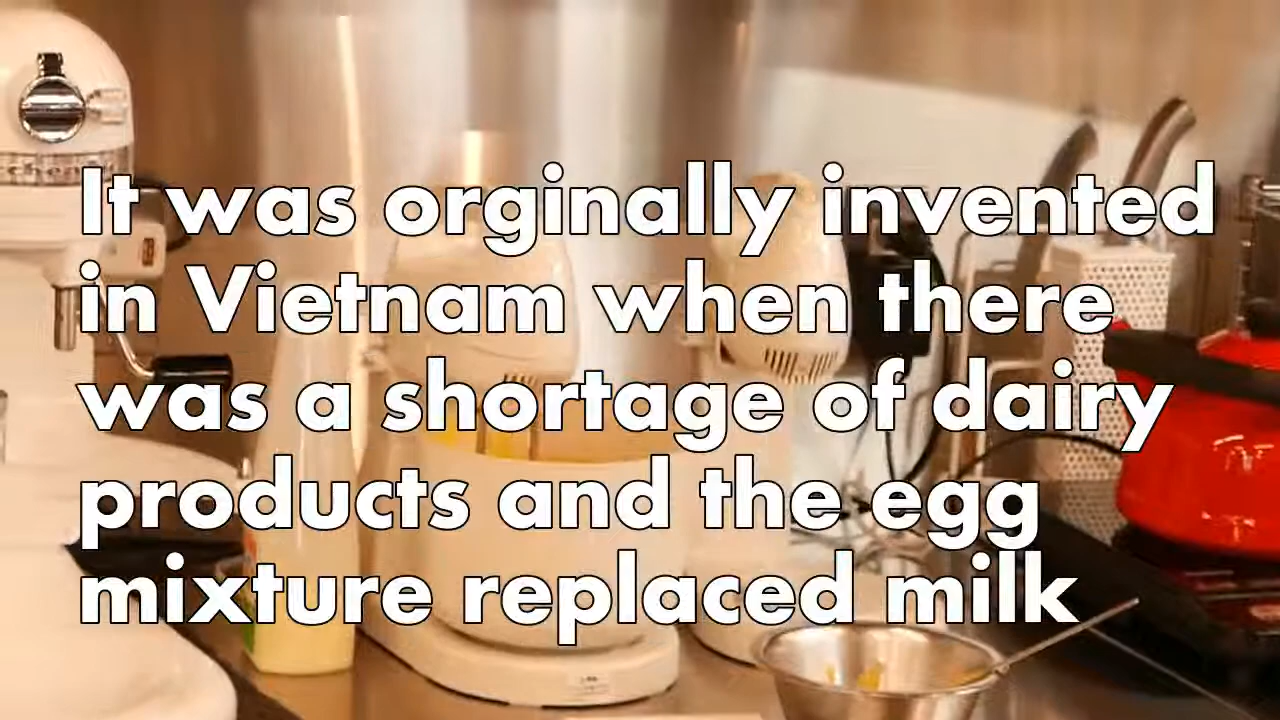 It was orginally invented
in Vietnam when there
was a shortage of dairy
products and the egg
mixture replaced milk